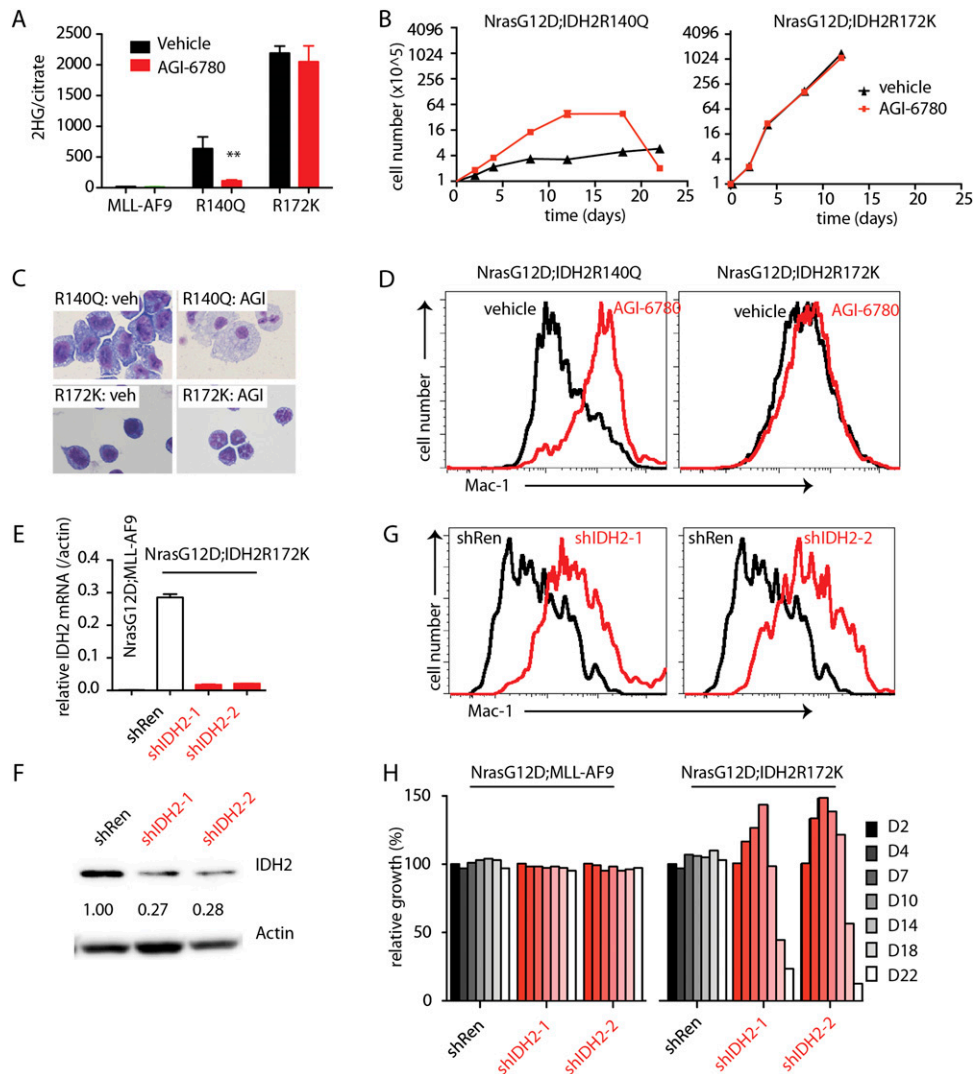 A
2HG/citrate
2000
1500
1000
500
0
Vehicle
AGI-6780
**
MLL-AF9 R140Q R172K
B
NrasG12D;IDH2R140Q
cell number (x10^5)
4096
1024
256
64
16
4
1
0 5 10 15 20 25
time (days)
NrasG12D;IDH2R172K
4096
1024
256
64
16
4
1
vehicle
AGI-6780
0 5 10 15 20 25
time (days)
C
R140Q: veh
R140Q: AGI
R172K: veh
R172K: AGI
D
NrasG12D;IDH2R140Q
vehicle
AGI-6780
cell number
Mac-1
NrasG12D;IDH2R172K
vehicle
AGI-6780
E
relative IDH2 mRNA (/actin)
0.4
0.3
0.2
0.1
0.0
NrasG12D;MLL-AF9
NrasG12D;IDH2R172K
shRen
shIDH2-1
shIDH2-2
G
shRen
shIDH2-1
cell number
Mac-1
shRen
shIDH2-2
F
shRen
shIDH2-1
shIDH2-2
IDH2
1.00 0.27 0.28
Actin
H
NrasG12D;MLL-AF9
NrasG12D;IDH2R172K
relative growth (%)
150
100
50
0
shRen
shIDH2-1
shIDH2-2
shRen
shIDH2-1
shIDH2-2
D2
D4
D7
D10
D14
D18
D22